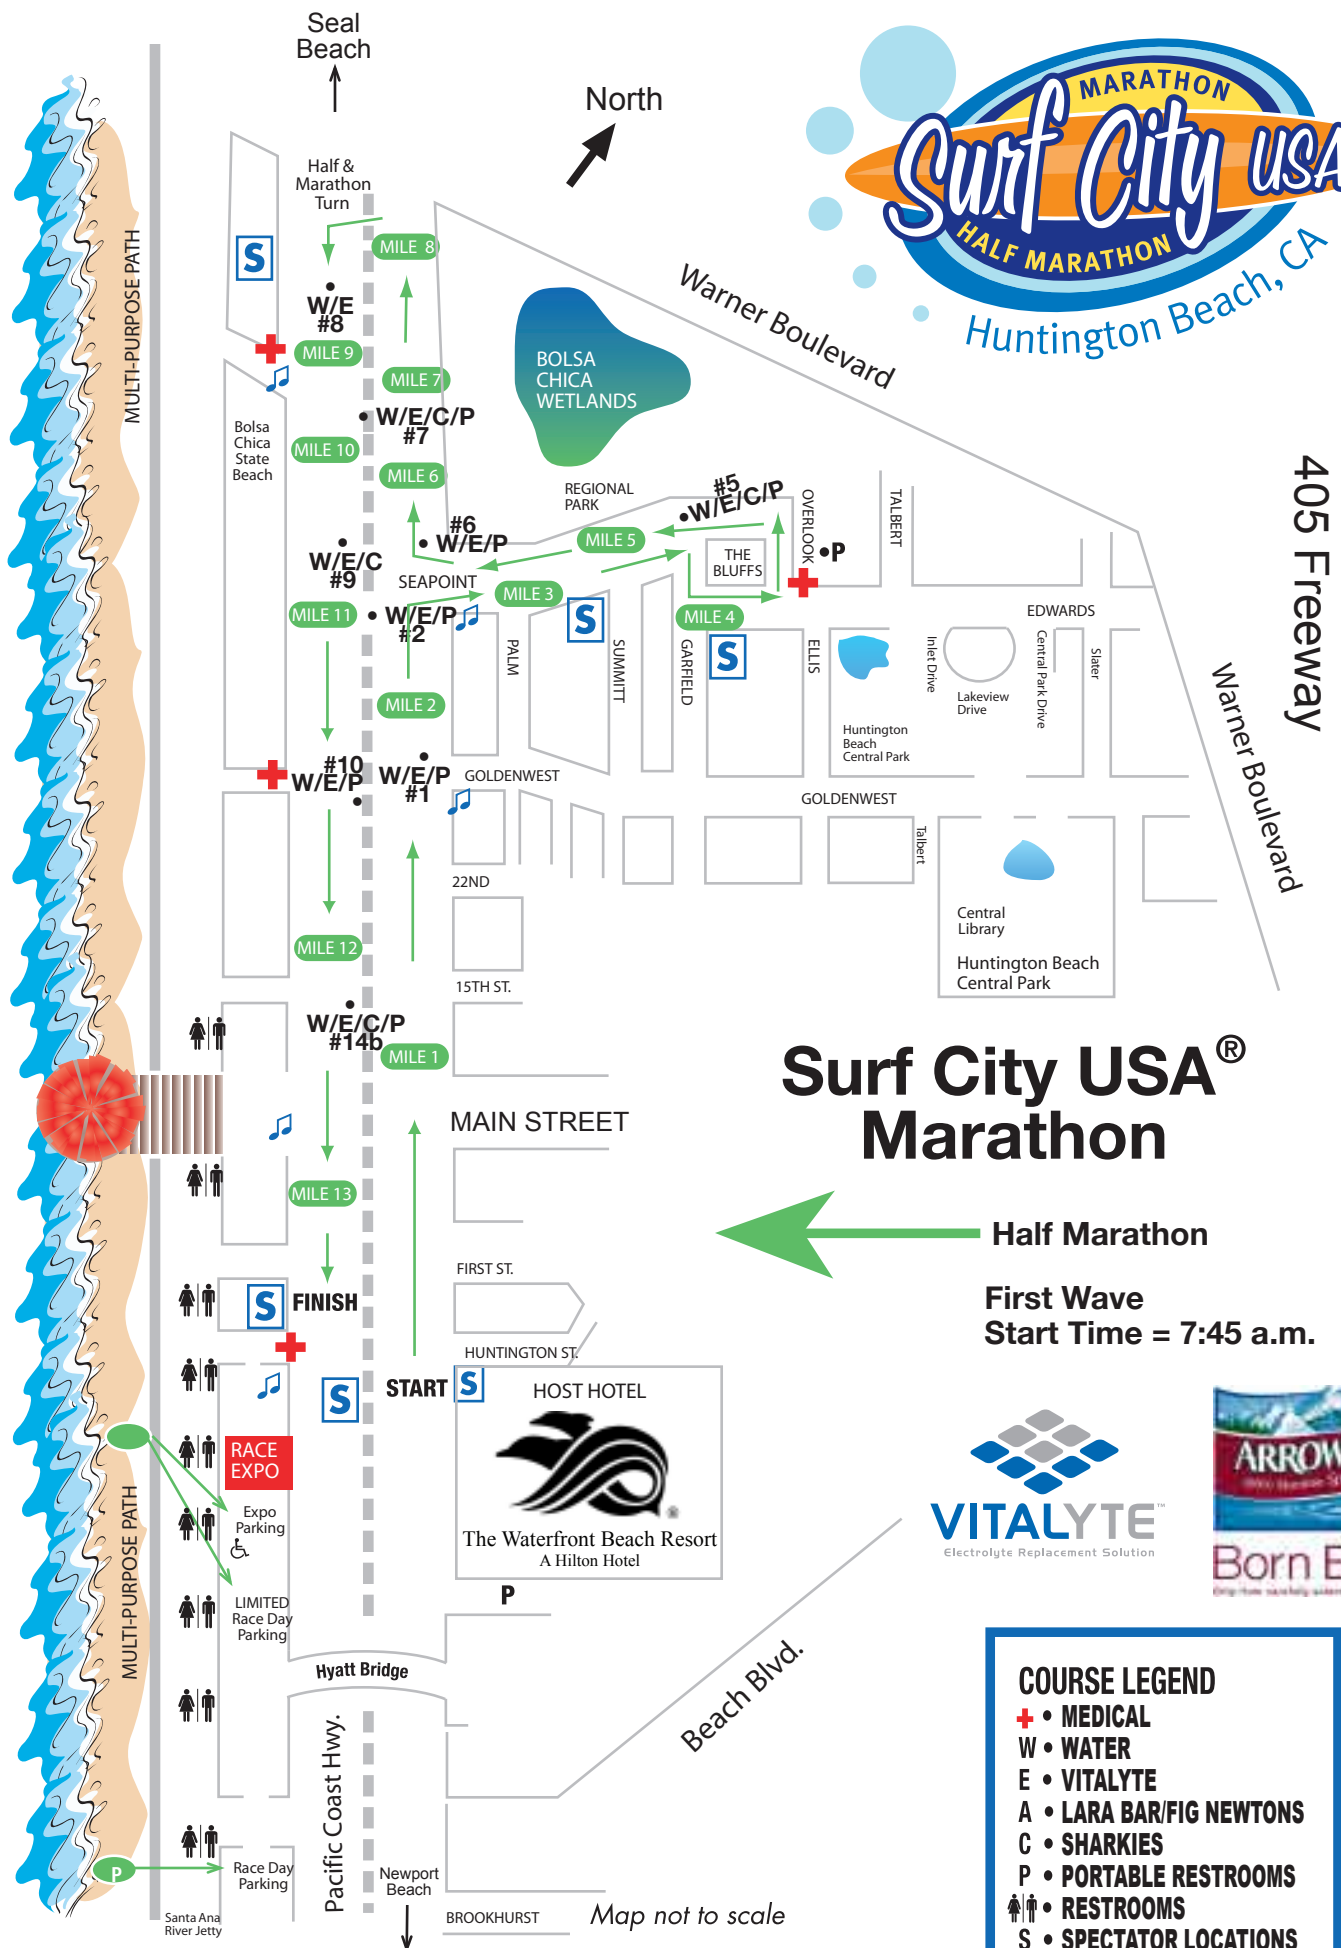 Seal
Beach
North
MARATHON
Surf City USA
HALF MARATHON
Huntington Beach, CA
Half &
Marathon
Turn
MULTI-PURPOSE PATH
S
MILE 8
W/E
#8
MILE 9
Warner Boulevard
BOLSA
CHICA
WETLANDS
MILE 7
W/E/C/P
#7
Bolsa
Chica
State
Beach
MILE 10
MILE 6
405 Freeway
REGIONAL
PARK
#5
W/E/C/P
OVERLOOK
TALBERT
#6
W/E/P
MILE 5
THE
BLUFFS
P
W/E/C
#9
SEAPOINT
MILE 3
MILE 11
W/E/P
#2
S
MILE 4
EDWARDS
PALM
SUMMITT
GARFIELD
S
ELLIS
Inlet Drive
Lakeview
Drive
Central Park Drive
Slater
Warner Boulevard
MILE 2
Huntington
Beach
Central Park
#10
W/E/P
W/E/P
#1
GOLDENWEST
GOLDENWEST
Talbert
22ND
Central
Library
MILE 12
Huntington Beach
Central Park
15TH ST.
W/E/C/P
#14b
MILE 1
Surf City USA®
Marathon
MAIN STREET
MILE 13
Half Marathon
FIRST ST.
S
FINISH
First Wave
Start Time = 7:45 a.m.
HUNTINGTON ST.
S
START
S
HOST HOTEL
RACE
EXPO
The Waterfront Beach Resort
A Hilton Hotel
VITALYTE™
Electrolyte Replacement Solution
ARROW
Born B
Expo
Parking
MULTI-PURPOSE PATH
LIMITED
Race Day
Parking
P
Hyatt Bridge
Beach Blvd.
Pacific Coast Hwy.
COURSE LEGEND
• MEDICAL
W • WATER
E • VITALYTE
A • LARA BAR/FIG NEWTONS
C • SHARKIES
P • PORTABLE RESTROOMS
• RESTROOMS
S • SPECTATOR LOCATIONS
P
Race Day
Parking
Newport
Beach
Santa Ana
River Jetty
BROOKHURST
Map not to scale